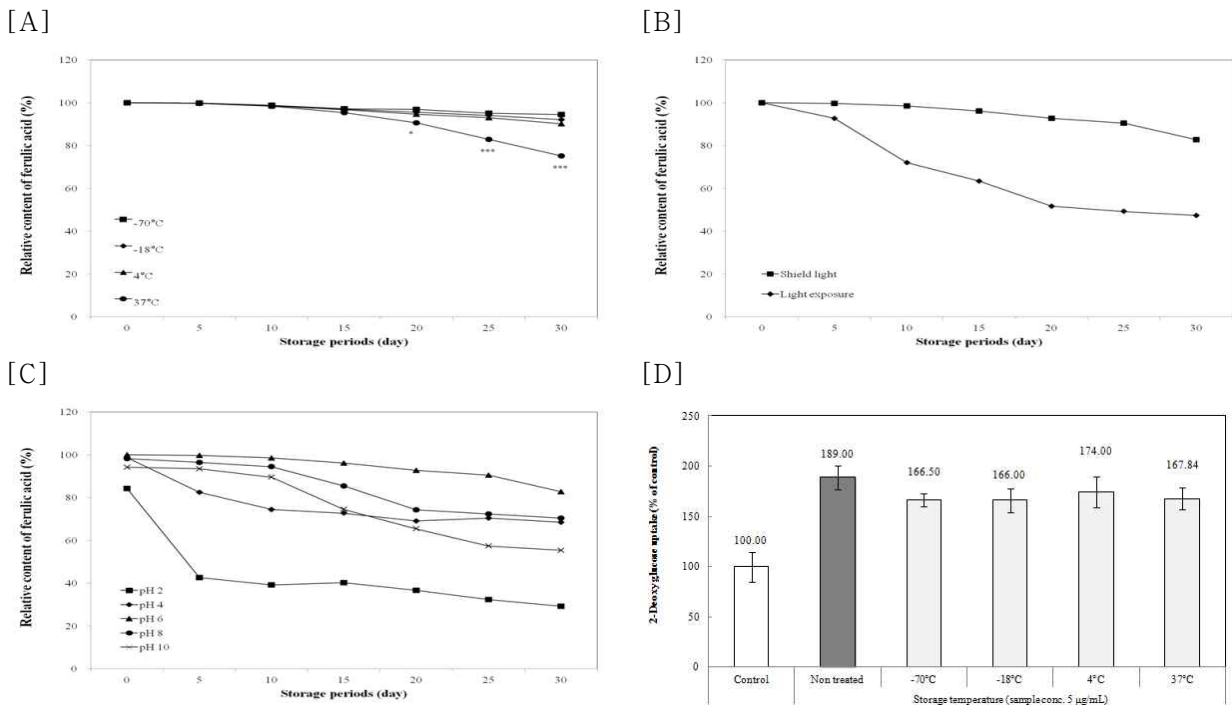 [A]
Relative content of ferulic acid (%)
120
100
80
60
40
20
0
-70°C
-18°C
4°C
37°C
*
***
***
0 5 10 15 20 25 30
Storage periods (day)
[B]
Relative content of ferulic acid (%)
120
100
80
60
40
20
0
Shield light
Light exposure
0 5 10 15 20 25 30
Storage periods (day)
[C]
Relative content of ferulic acid (%)
120
100
80
60
40
20
0
pH 2
pH 4
pH 6
pH 8
pH 10
0 5 10 15 20 25 30
Storage periods (day)
[D]
2-Deoxyglucose uptake (% of control)
250
200
150
100
50
0
100.00
189.00
166.50
166.00
174.00
167.84
Control Non treated -70°C -18°C 4°C 37°C
Storage temperature (sample conc. 5 µg/mL)